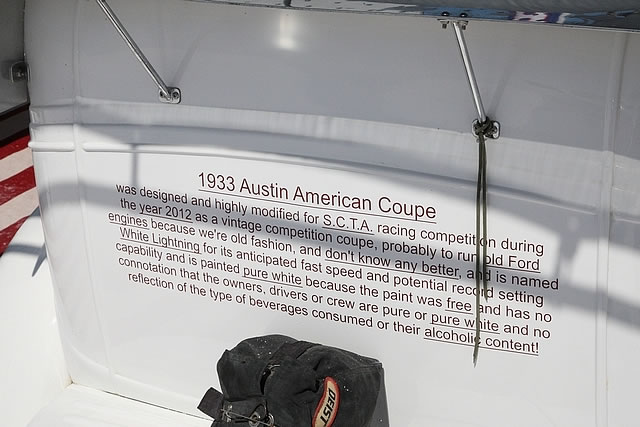 1933 Austin American Coupe
was designed and highly modified for S.C.T.A. racing competition during
the year 2012 as a vintage competition coupe, probably to run old Ford
engines because we're old fashion, and don't know any better, and is named
White Lightning for its anticipated fast speed and potential record setting
capability and is painted pure white because the paint was free and has no
connotation that the owners, drivers or crew are pure or pure white and no
reflection of the type of beverages consumed or their alcoholic content!
DEIST